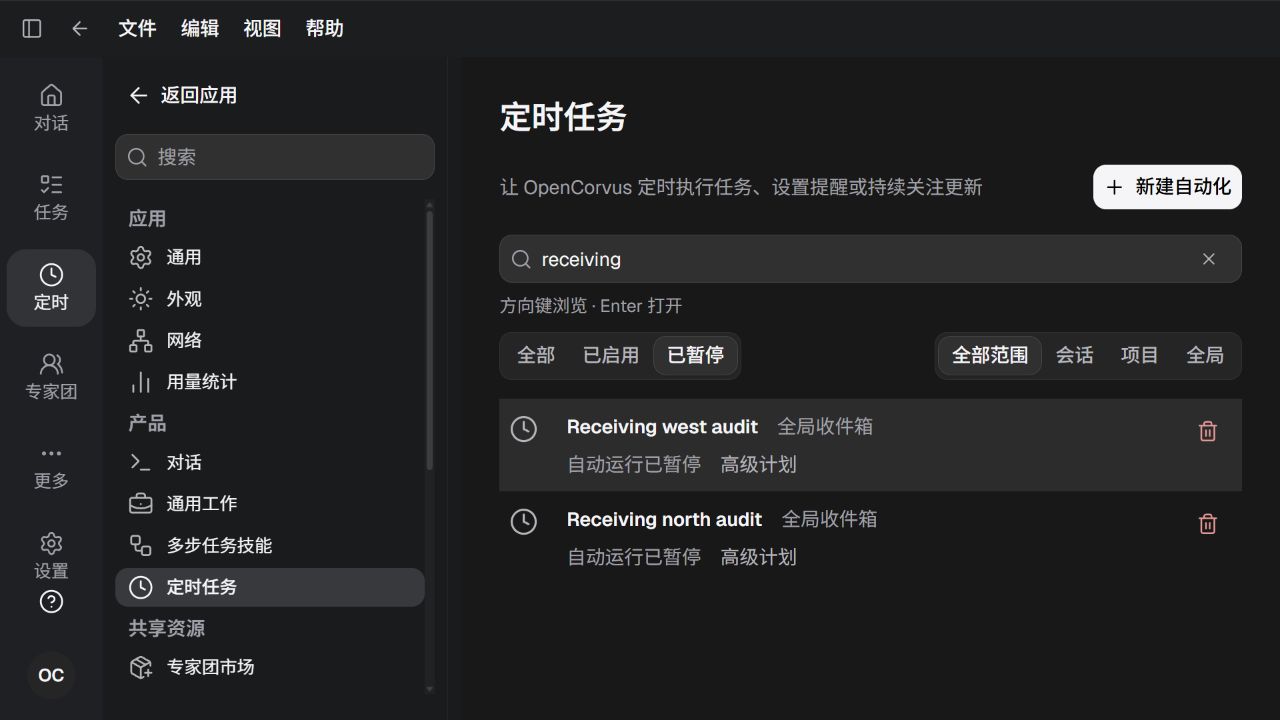 文件 编辑 视图 帮助
对话
任务
定时
专家团
更多
设置
OC
返回应用
搜索
应用
通用
外观
网络
用量统计
产品
对话
通用工作
多步任务技能
定时任务
共享资源
专家团市场
定时任务
让 OpenCorvus 定时执行任务、设置提醒或持续关注更新
新建自动化
receiving
方向键浏览 · Enter 打开
全部 已启用 已暂停
全部范围 会话 项目 全局
Receiving west audit 全局收件箱
自动运行已暂停 高级计划
Receiving north audit 全局收件箱
自动运行已暂停 高级计划